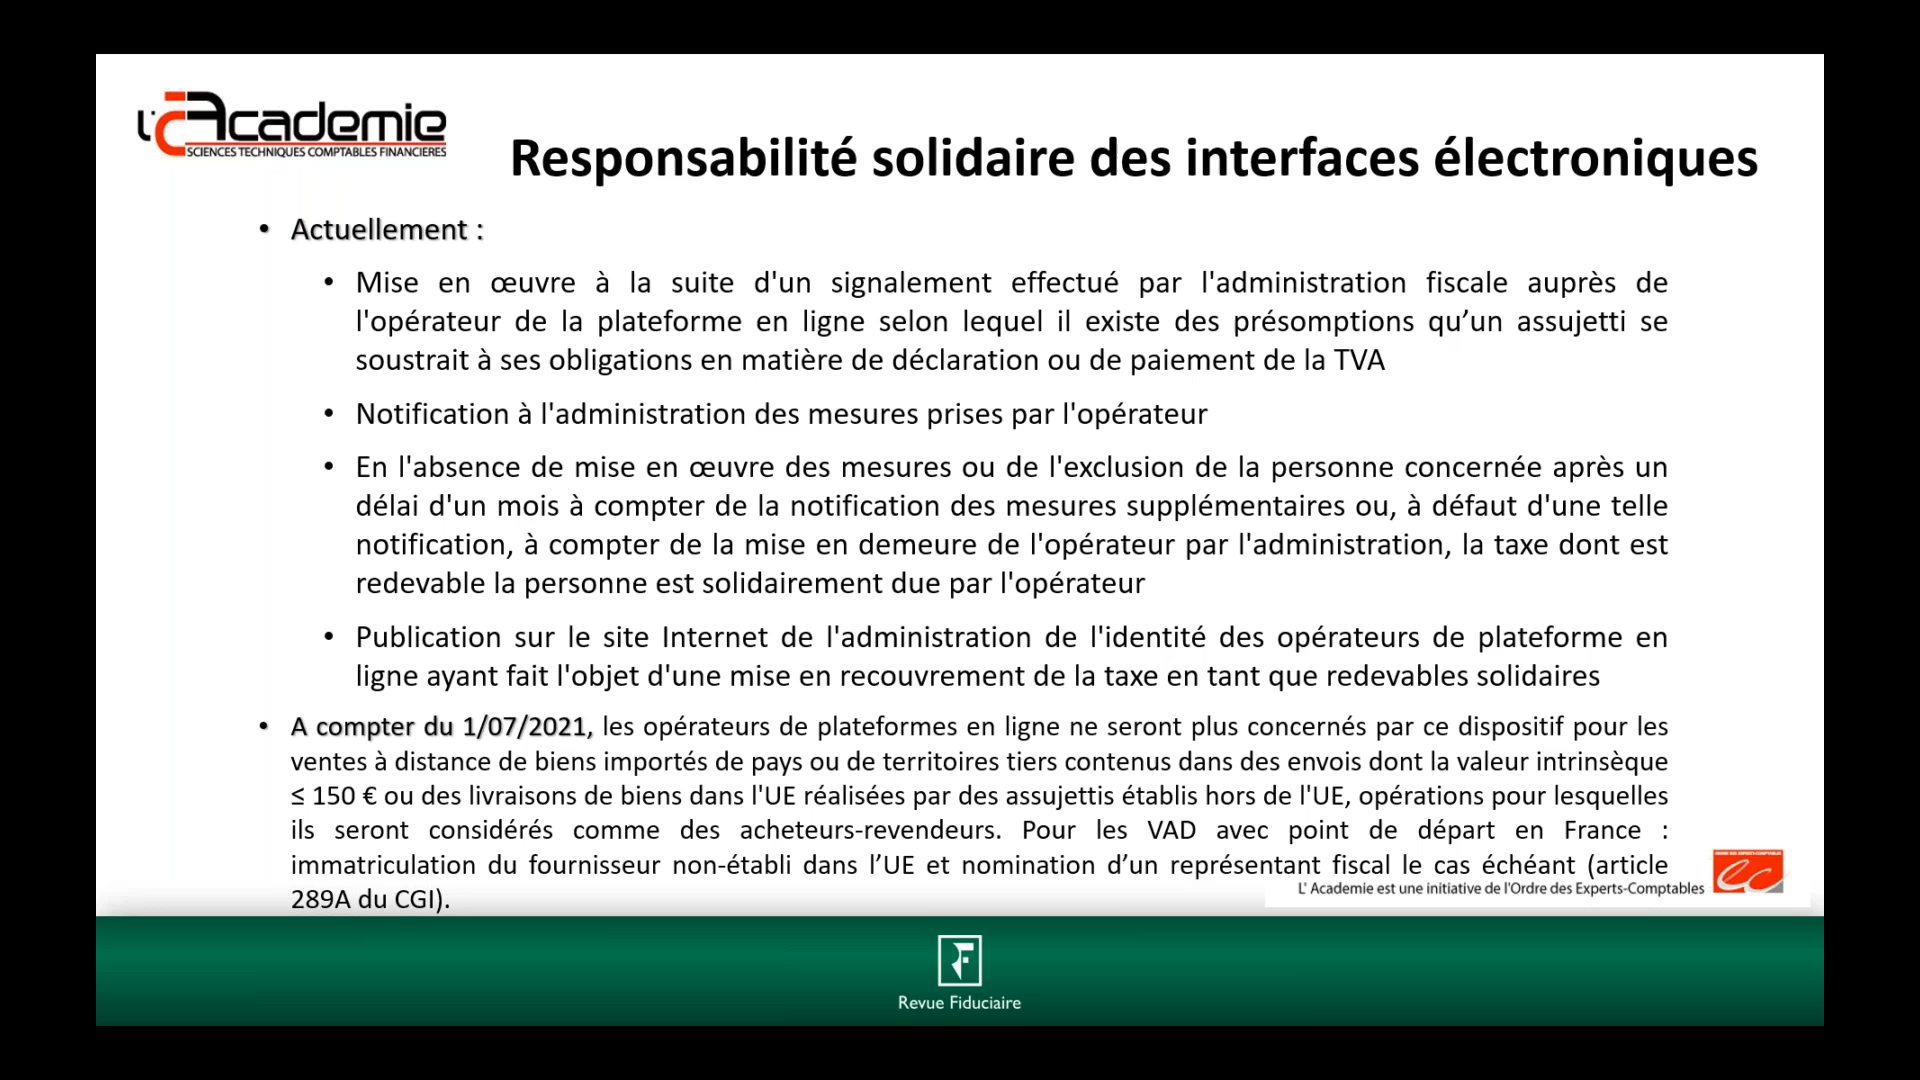 L'Academie
SCIENCES TECHNIQUES COMPTABLES FINANCIERES
Responsabilité solidaire des interfaces électroniques
• Actuellement :
• Mise en œuvre à la suite d'un signalement effectué par l'administration fiscale auprès de
l'opérateur de la plateforme en ligne selon lequel il existe des présomptions qu’un assujetti se
soustrait à ses obligations en matière de déclaration ou de paiement de la TVA
• Notification à l'administration des mesures prises par l'opérateur
• En l'absence de mise en œuvre des mesures ou de l'exclusion de la personne concernée après un
délai d'un mois à compter de la notification des mesures supplémentaires ou, à défaut d'une telle
notification, à compter de la mise en demeure de l'opérateur par l'administration, la taxe dont est
redevable la personne est solidairement due par l'opérateur
• Publication sur le site Internet de l'administration de l'identité des opérateurs de plateforme en
ligne ayant fait l'objet d'une mise en recouvrement de la taxe en tant que redevables solidaires
• A compter du 1/07/2021, les opérateurs de plateformes en ligne ne seront plus concernés par ce dispositif pour les
ventes à distance de biens importés de pays ou de territoires tiers contenus dans des envois dont la valeur intrinsèque
≤ 150 € ou des livraisons de biens dans l'UE réalisées par des assujettis établis hors de l'UE, opérations pour lesquelles
ils seront considérés comme des acheteurs-revendeurs. Pour les VAD avec point de départ en France :
immatriculation du fournisseur non-établi dans l’UE et nomination d’un représentant fiscal le cas échéant (article
289A du CGI).
L' Academie est une initiative de l'Ordre des Experts-Comptables
ORDRE DES EXPERTS-COMPTABLES
ec
Revue Fiduciaire